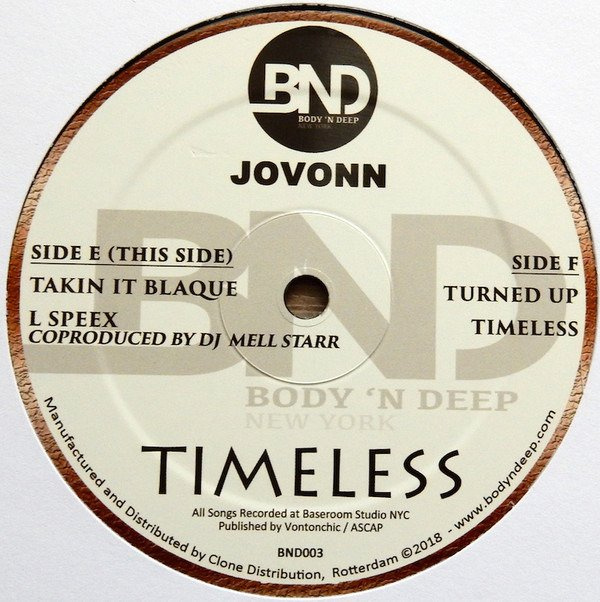 BND
BODY 'N DEEP
NEW YORK
JOVONN
BND
SIDE E (THIS SIDE)
TAKIN IT BLAQUE
L SPEEX
COPRODUCED BY DJ MELL STARR
SIDE F
TURNED UP
TIMELESS
BODY 'N DEEP
NEW YORK
TIMELESS
All Songs Recorded at Baseroom Studio NYC
Published by Vontonchic / ASCAP
BND003
Manufactured and Distributed by Clone Distribution, Rotterdam ©2018 - www.bodyndeep.com